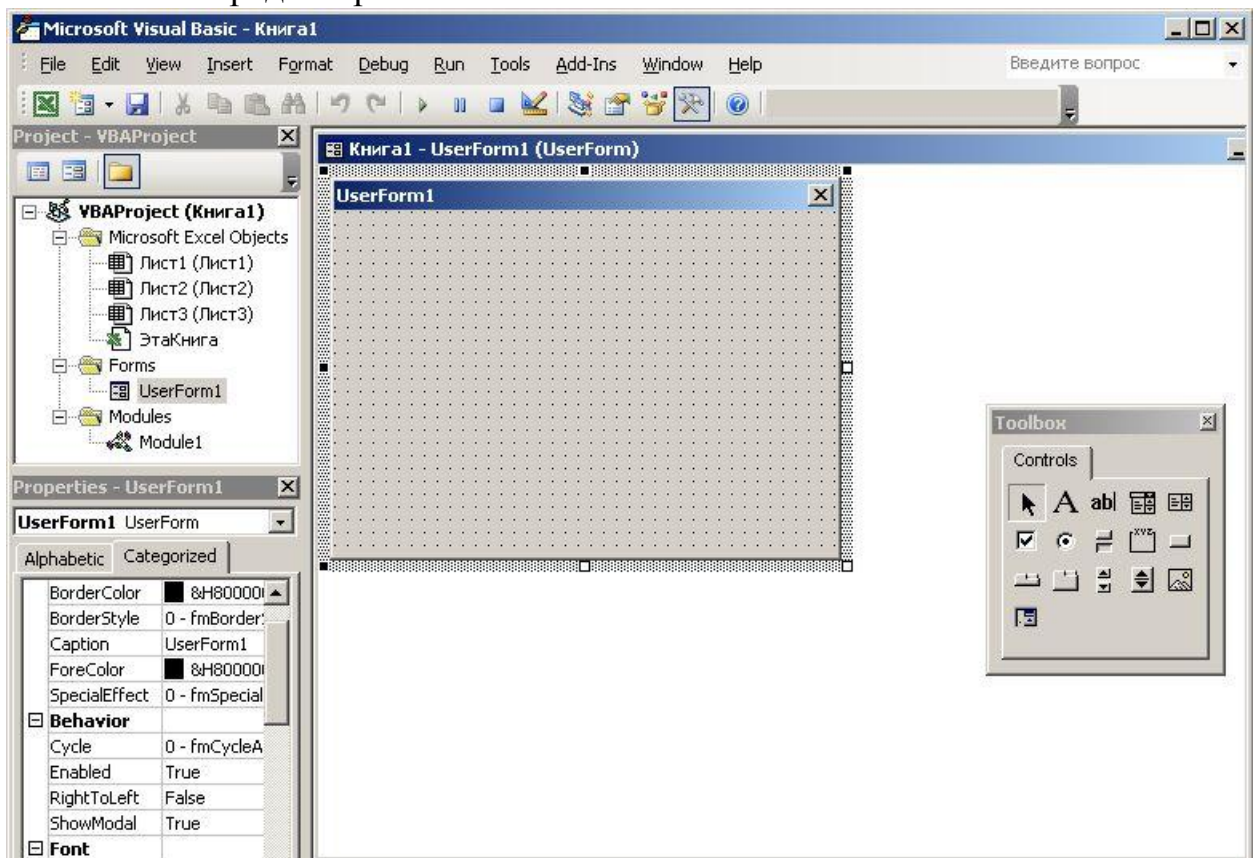 Microsoft Visual Basic - Книга1
File Edit View Insert Format Debug Run Tools Add-Ins Window Help Введите вопрос
Project - VBAProject
VBAProject (Книга1)
Microsoft Excel Objects
Лист1 (Лист1)
Лист2 (Лист2)
Лист3 (Лист3)
ЭтаКнига
Forms
UserForm1
Modules
Module1
Properties - UserForm1
UserForm1 UserForm
Alphabetic Categorized
BorderColor &H80000
BorderStyle 0 - fmBorder
Caption UserForm1
ForeColor &H80000
SpecialEffect 0 - fmSpecial
Behavior
Cycle 0 - fmCycleA
Enabled True
RightToLeft False
ShowModal True
Font
Книга1 - UserForm1 (UserForm)
UserForm1
Toolbox
Controls
A abl
XYZ